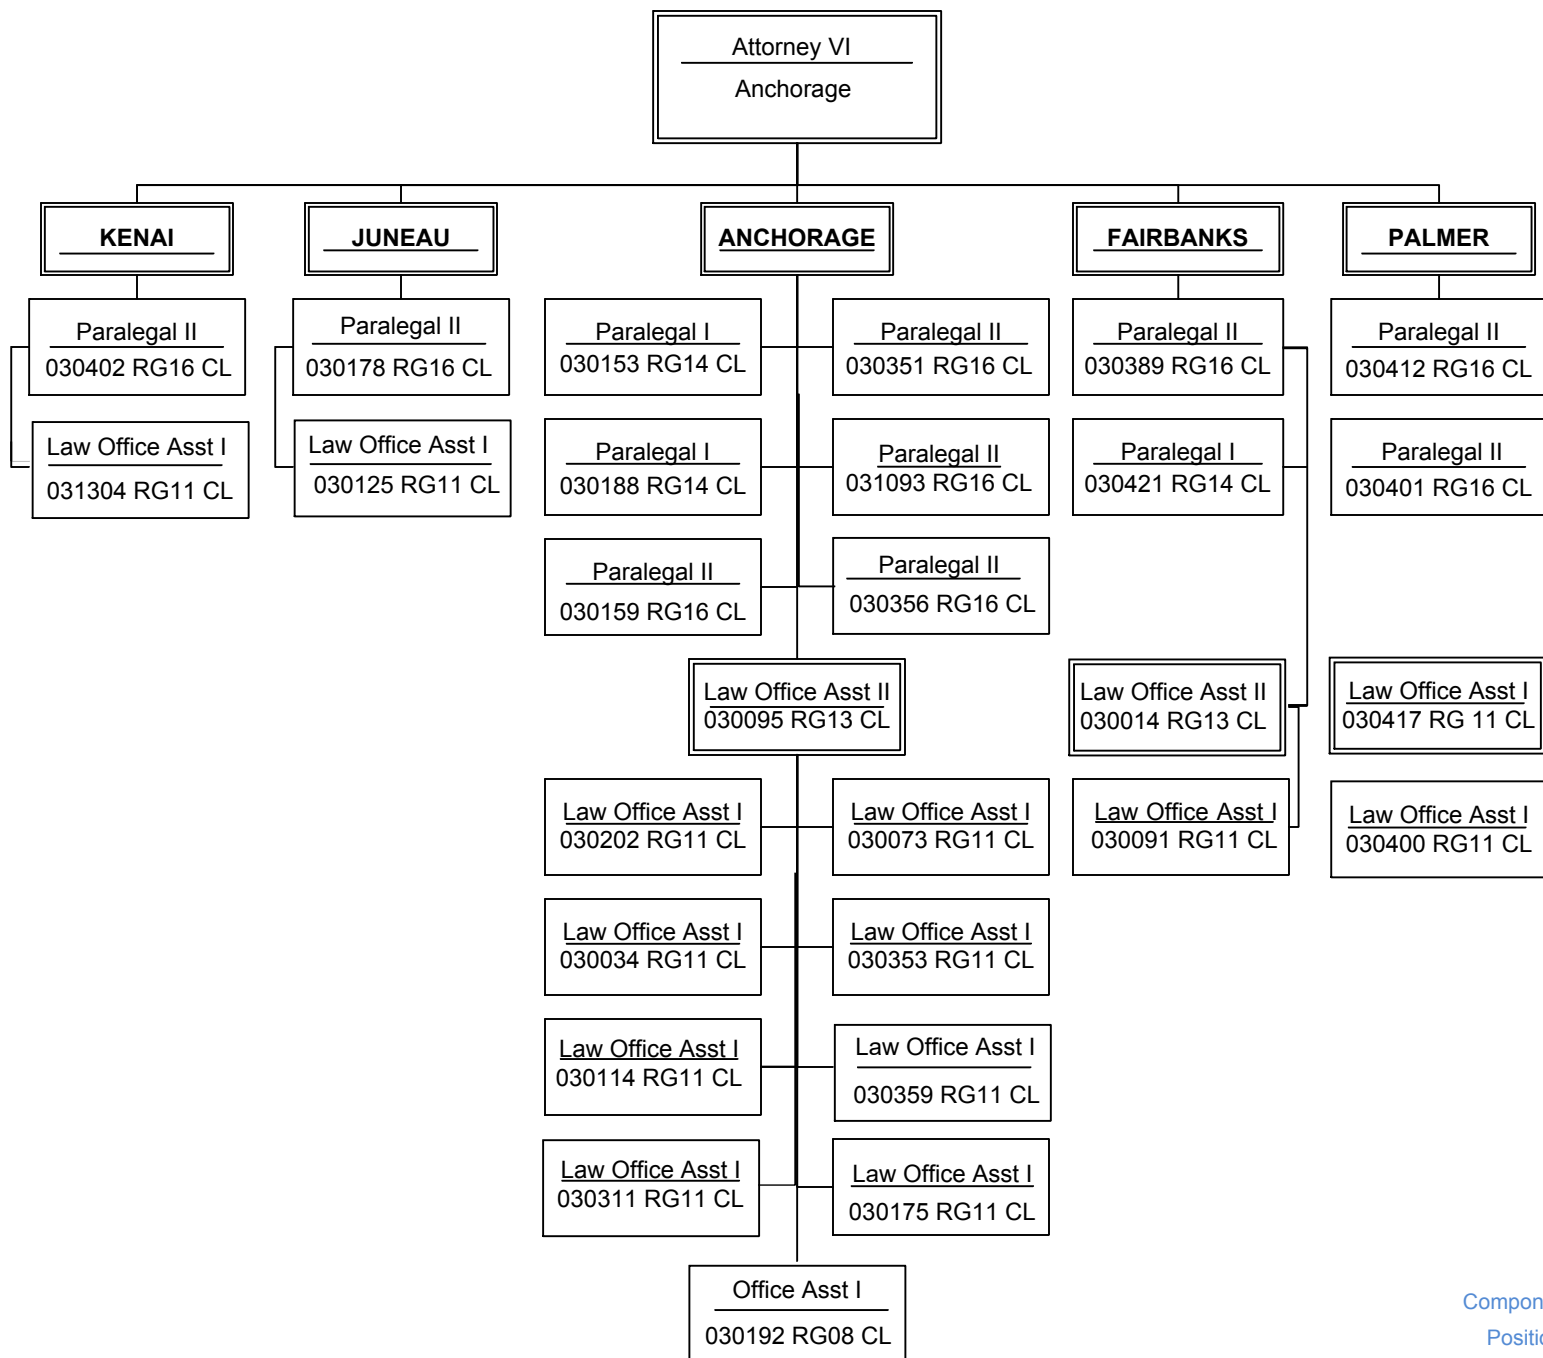 Attorney VI
Anchorage
KENAI
JUNEAU
ANCHORAGE
FAIRBANKS
PALMER
Paralegal II
030402 RG16 CL
Paralegal II
030178 RG16 CL
Paralegal I
030153 RG14 CL
Paralegal II
030351 RG16 CL
Paralegal II
030389 RG16 CL
Paralegal II
030412 RG16 CL
Law Office Asst I
031304 RG11 CL
Law Office Asst I
030125 RG11 CL
Paralegal I
030188 RG14 CL
Paralegal II
031093 RG16 CL
Paralegal I
030421 RG14 CL
Paralegal II
030401 RG16 CL
Paralegal II
030159 RG16 CL
Paralegal II
030356 RG16 CL
Law Office Asst II
030095 RG13 CL
Law Office Asst II
030014 RG13 CL
Law Office Asst I
030417 RG 11 CL
Law Office Asst I
030202 RG11 CL
Law Office Asst I
030073 RG11 CL
Law Office Asst I
030091 RG11 CL
Law Office Asst I
030400 RG11 CL
Law Office Asst I
030034 RG11 CL
Law Office Asst I
030353 RG11 CL
Law Office Asst I
030114 RG11 CL
Law Office Asst I
030359 RG11 CL
Law Office Asst I
030311 RG11 CL
Law Office Asst I
030175 RG11 CL
Office Asst I
030192 RG08 CL